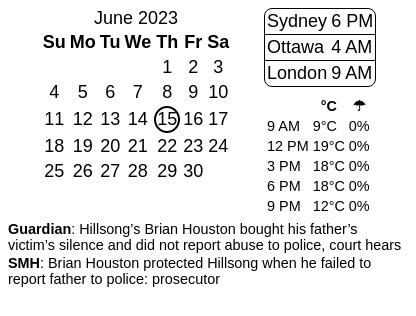 June 2023
Su Mo Tu We Th Fr Sa
1 2 3
4 5 6 7 8 9 10
11 12 13 14 15 16 17
18 19 20 21 22 23 24
25 26 27 28 29 30
Sydney 6 PM
Ottawa 4 AM
London 9 AM
°C ☂
9 AM 9°C 0%
12 PM 19°C 0%
3 PM 18°C 0%
6 PM 18°C 0%
9 PM 12°C 0%
Guardian: Hillsong’s Brian Houston bought his father’s
victim’s silence and did not report abuse to police, court hears
SMH: Brian Houston protected Hillsong when he failed to
report father to police: prosecutor